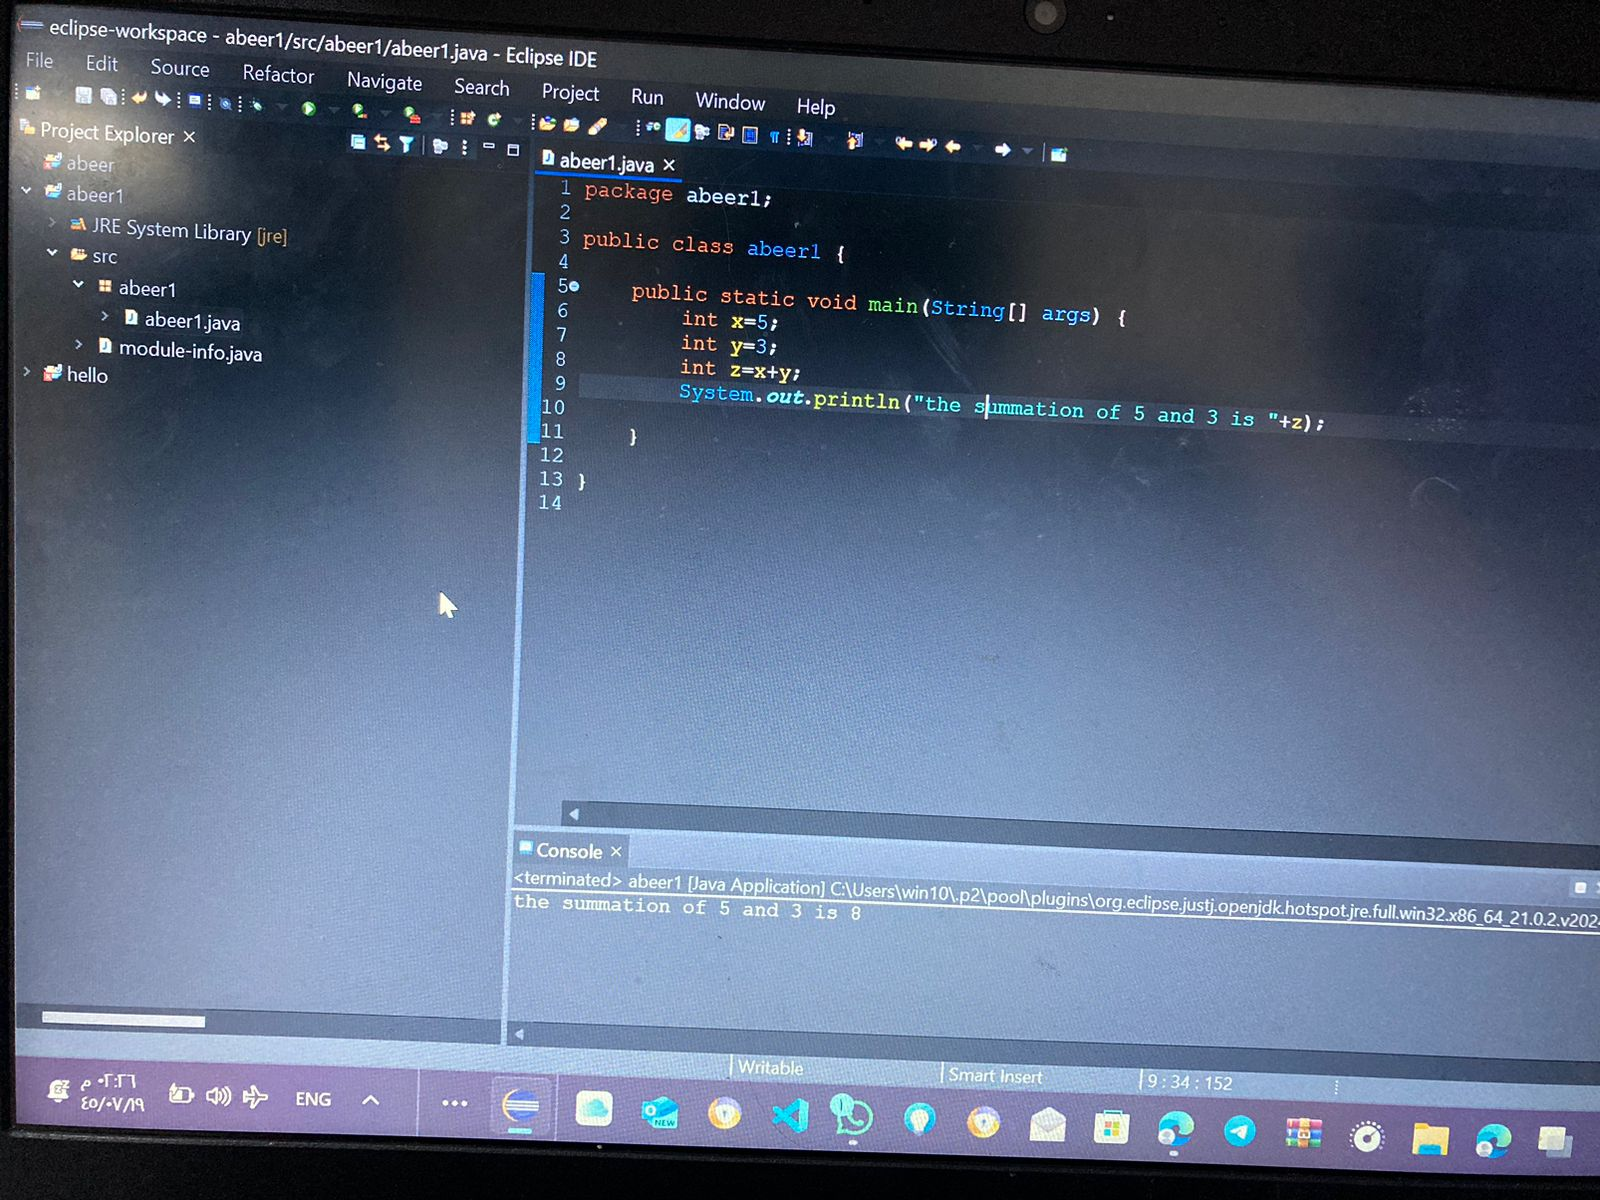 eclipse-workspace - abeer1/src/abeer1/abeer1.java - Eclipse IDE
File Edit Source Refactor Navigate Search Project Run Window Help
Project Explorer ×
abeer
abeer1
JRE System Library [jre]
src
abeer1
abeer1.java
module-info.java
hello
abeer1.java ×
1 package abeer1;
2
3 public class abeer1 {
4
5 public static void main(String[] args) {
6 int x=5;
7 int y=3;
8 int z=x+y;
9 System.out.println("the summation of 5 and 3 is "+z);
10
11 }
12
13 }
14
Console ×
<terminated> abeer1 [Java Application] C:\Users\win10\.p2\pool\plugins\org.eclipse.justj.openjdk.hotspot.jre.full.win32.x86_64_21.0.2.v202
the summation of 5 and 3 is 8
Writable Smart Insert 9 : 34 : 152
٠٢:٢٦ م
٤٥/٠٧/١٩
ENG
NEW